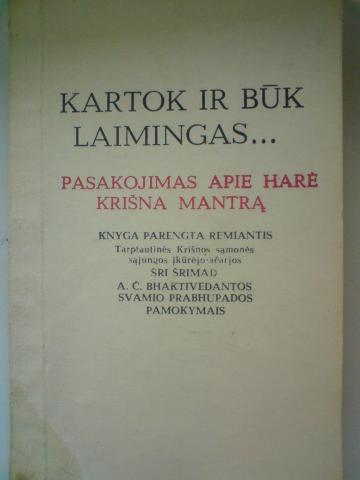 KARTOK IR BŪK
LAIMINGAS...
PASAKOJIMAS APIE HARĖ
KRIŠNA MANTRĄ
KNYGA PARENGTA REMIANTIS
Tarptautinės Krišnos sąmonės
sąjungos įkūrėjo-ačarjos
ŠRI ŠRIMAD
A. Č. BHAKTIVEDANTOS
SVAMIO PRABHUPADOS
PAMOKYMAIS